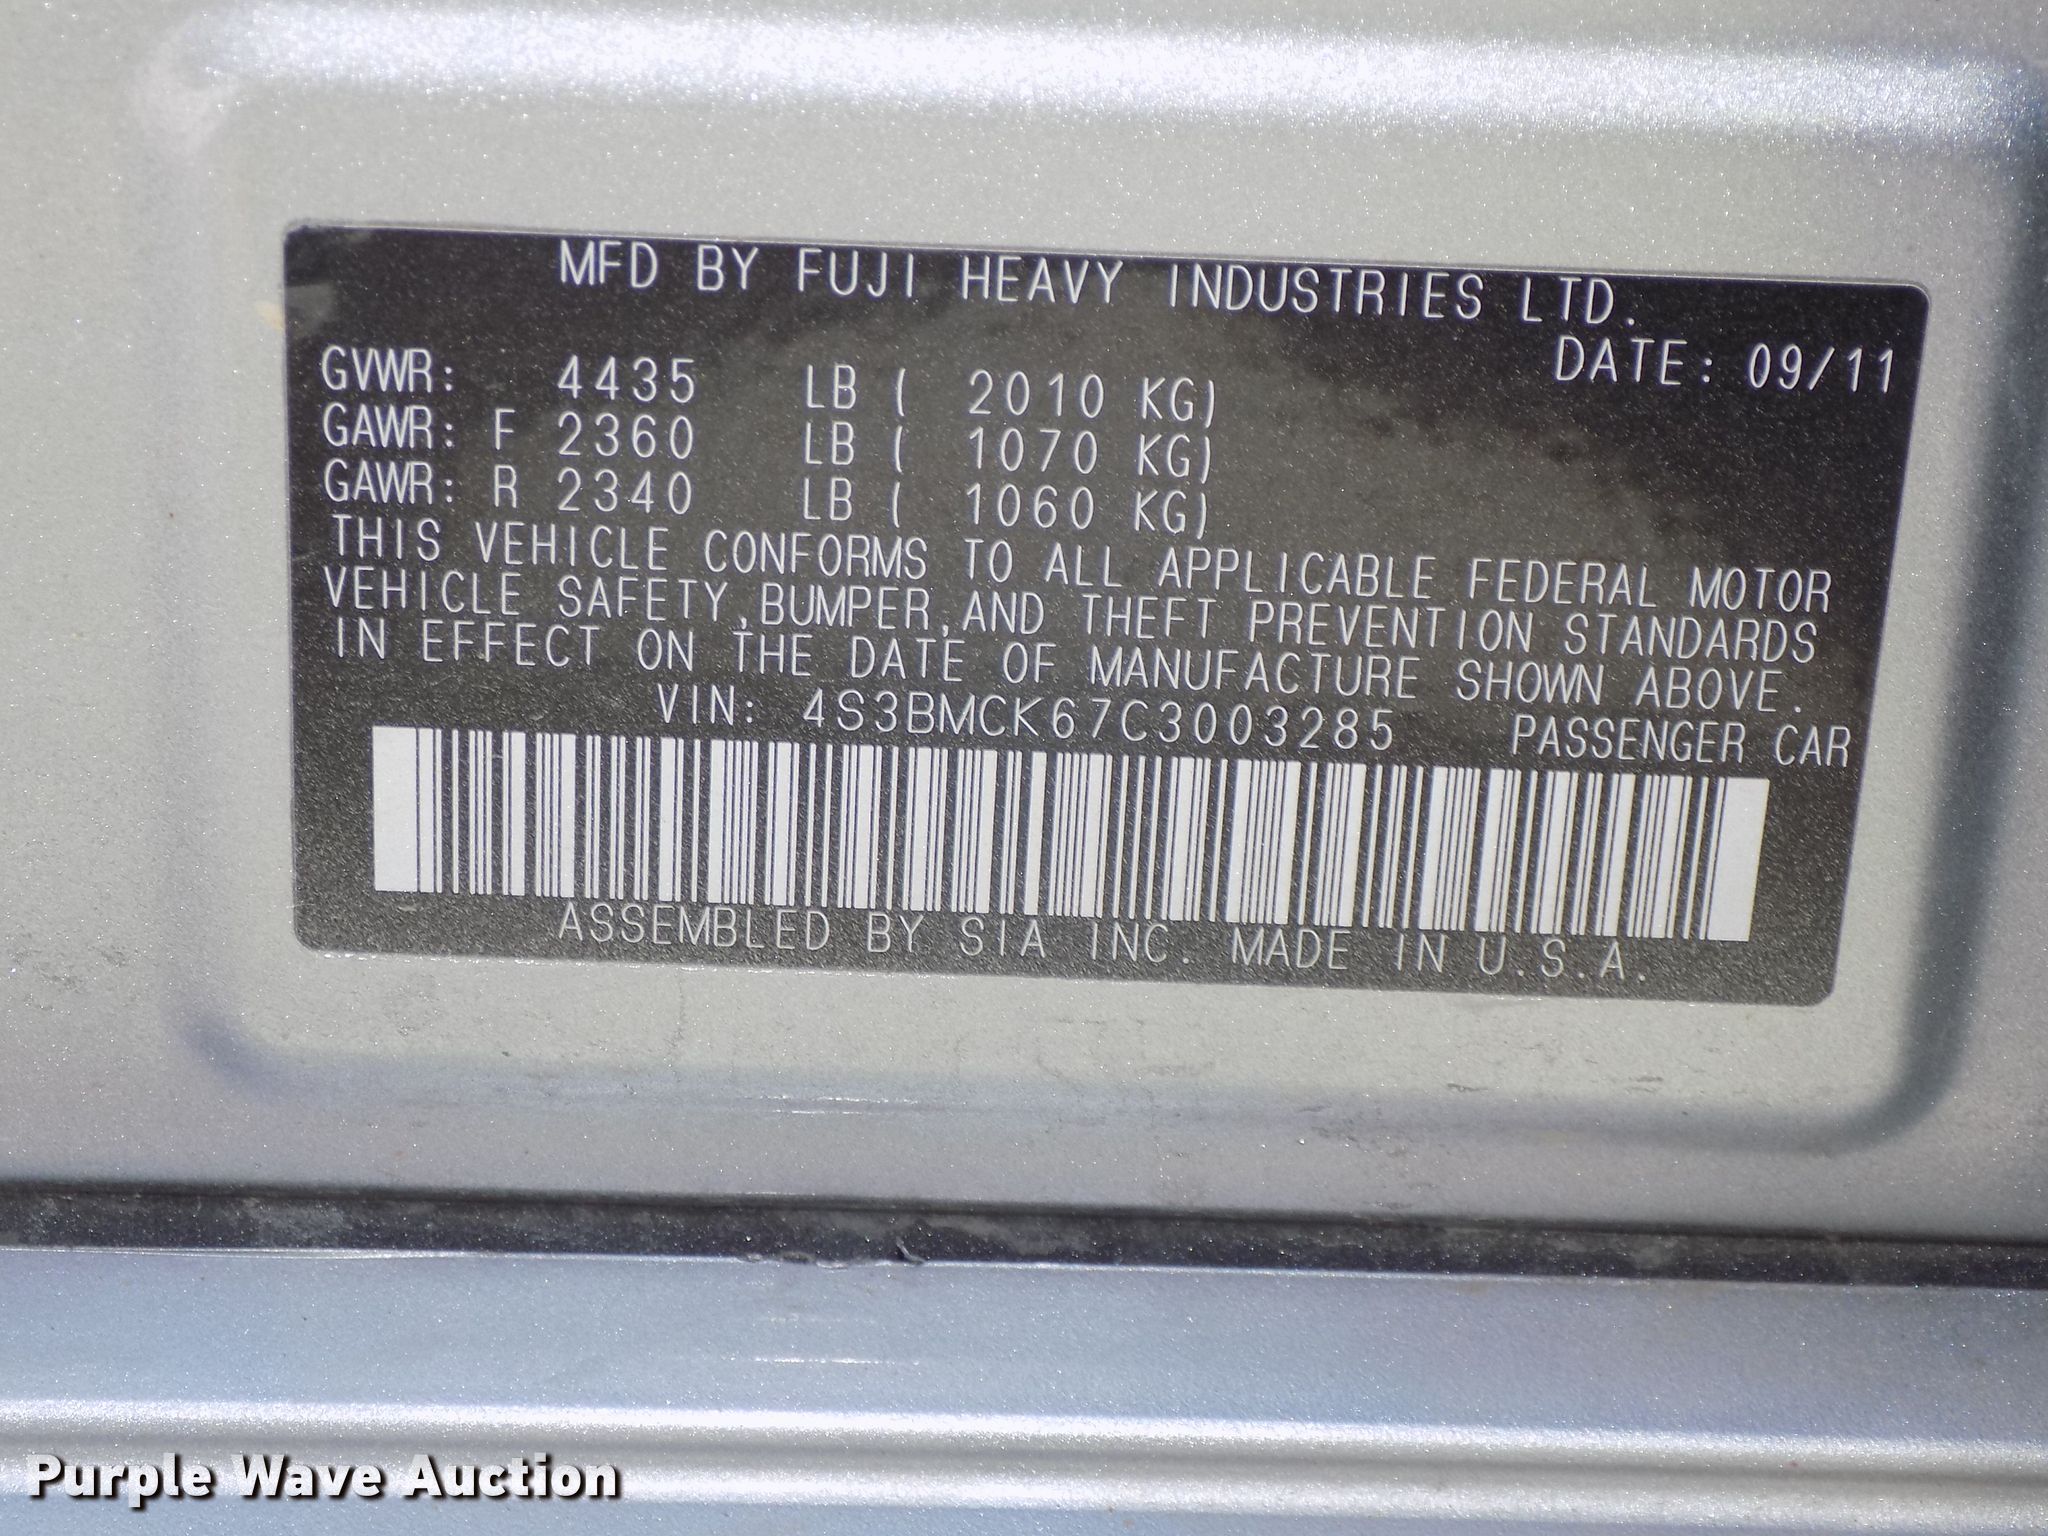 MFD BY FUJI HEAVY INDUSTRIES LTD.
DATE: 09/11
GVWR: 4435 LB ( 2010 KG)
GAWR: F 2360 LB ( 1070 KG)
GAWR: R 2340 LB ( 1060 KG)
THIS VEHICLE CONFORMS TO ALL APPLICABLE FEDERAL MOTOR
VEHICLE SAFETY,BUMPER,AND THEFT PREVENTION STANDARDS
IN EFFECT ON THE DATE OF MANUFACTURE SHOWN ABOVE.
VIN: 4S3BMCK67C3003285 PASSENGER CAR
ASSEMBLED BY SIA INC. MADE IN U.S.A.
Purple Wave Auction